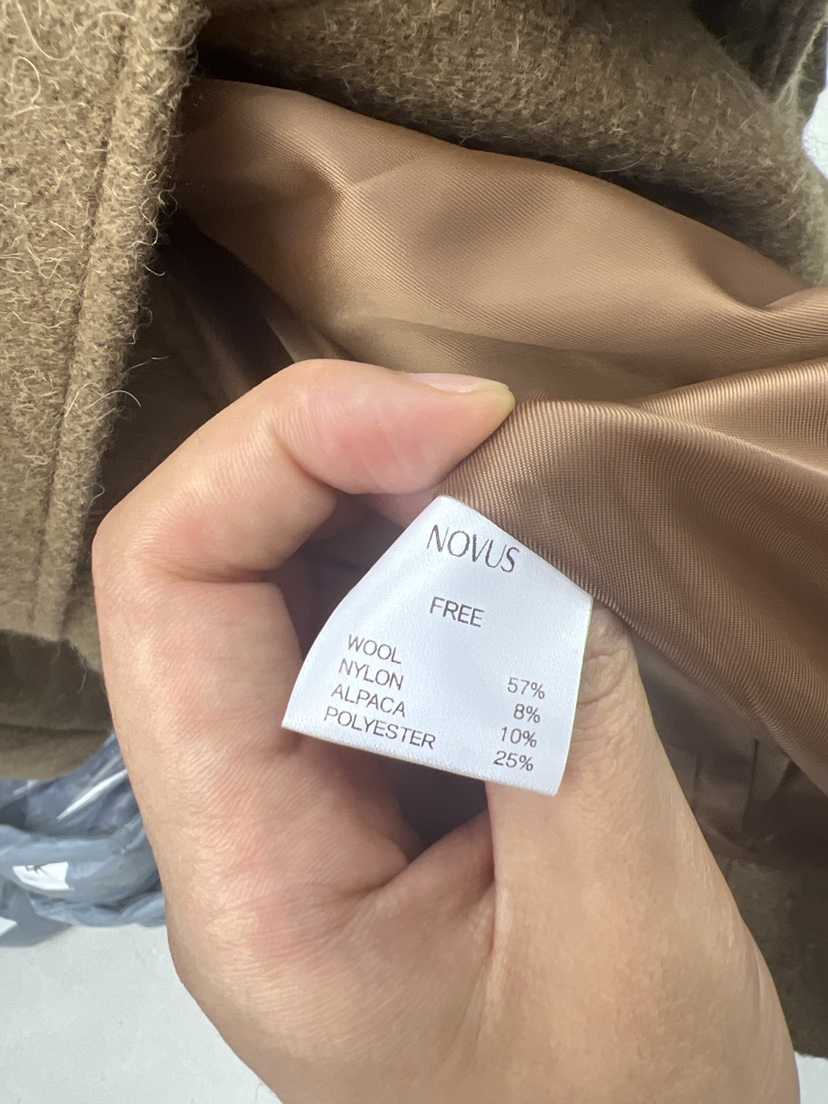 NOVUS
FREE
WOOL 57%
NYLON 8%
ALPACA 10%
POLYESTER 25%